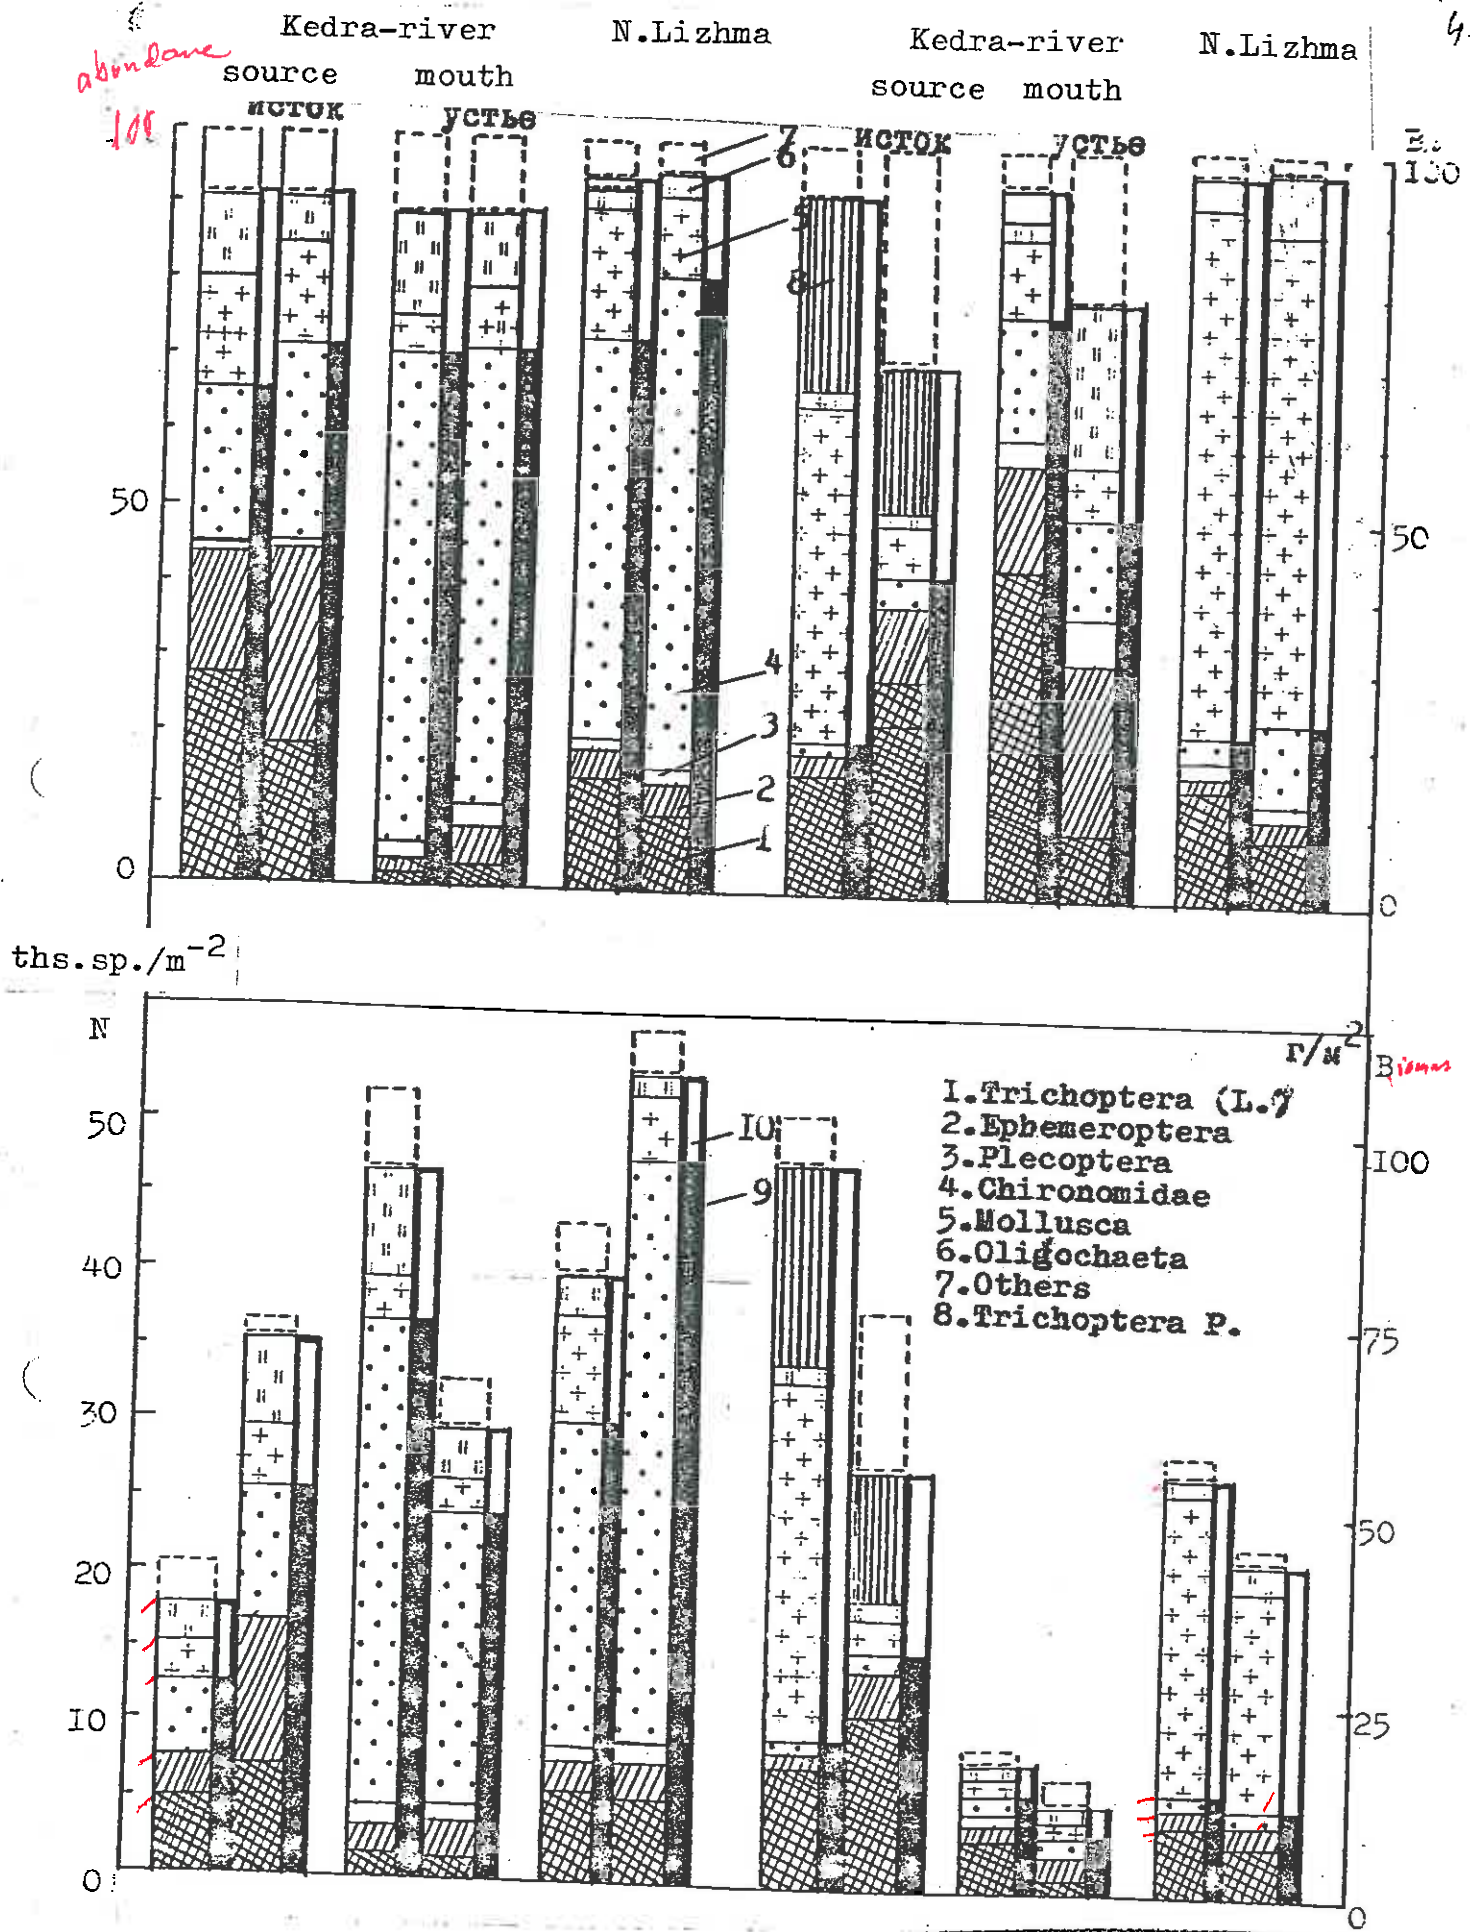 4.
Kedra-river N.Lizhma Kedra-river N.Lizhma
abundance
source mouth source mouth
исток устье исток устье
100
7
6
5
8
100
50
50
4
3
2
1
0
0
ths.sp./m-2
N
Г/м2
Biomas
1.Trichoptera (L.)
2.Ephemeroptera
3.Plecoptera
4.Chironomidae
5.Mollusca
6.Oligochaeta
7.Others
8.Trichoptera P.
50
10
100
9
40
75
30
50
20
10
25
0
0